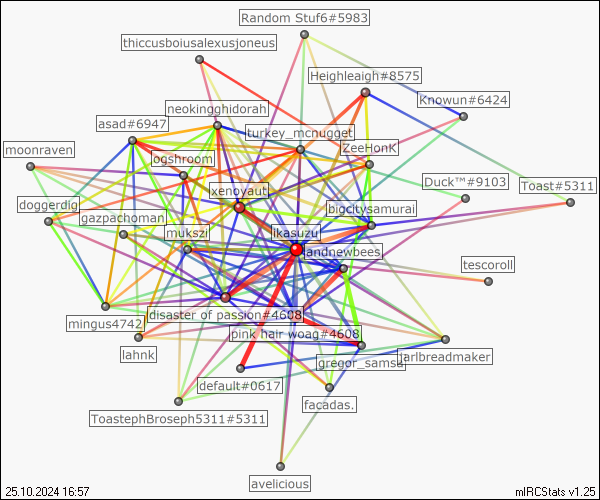 Random Stuf6#5983
thiccusboiusalexusjoneus
Heighleaigh#8575
Knowun#6424
neokingghidorah
asad#6947
turkey_mcnugget
ZeeHonK
moonraven
ogshroom
Duck™#9103
Toast#5311
xenoyaut
doggerdig
gazpachoman
bigcitysamurai
mukszi
ikasuzu
landnewbees
tescoroll
disaster of passion#4608
mingus4742
pink hair woag#4608
lahnk
gregor_samsa
jarlbreadmaker
default#0617
facadas.
ToastephBroseph5311#5311
avelicious
25.10.2024 16:57
mIRCStats v1.25